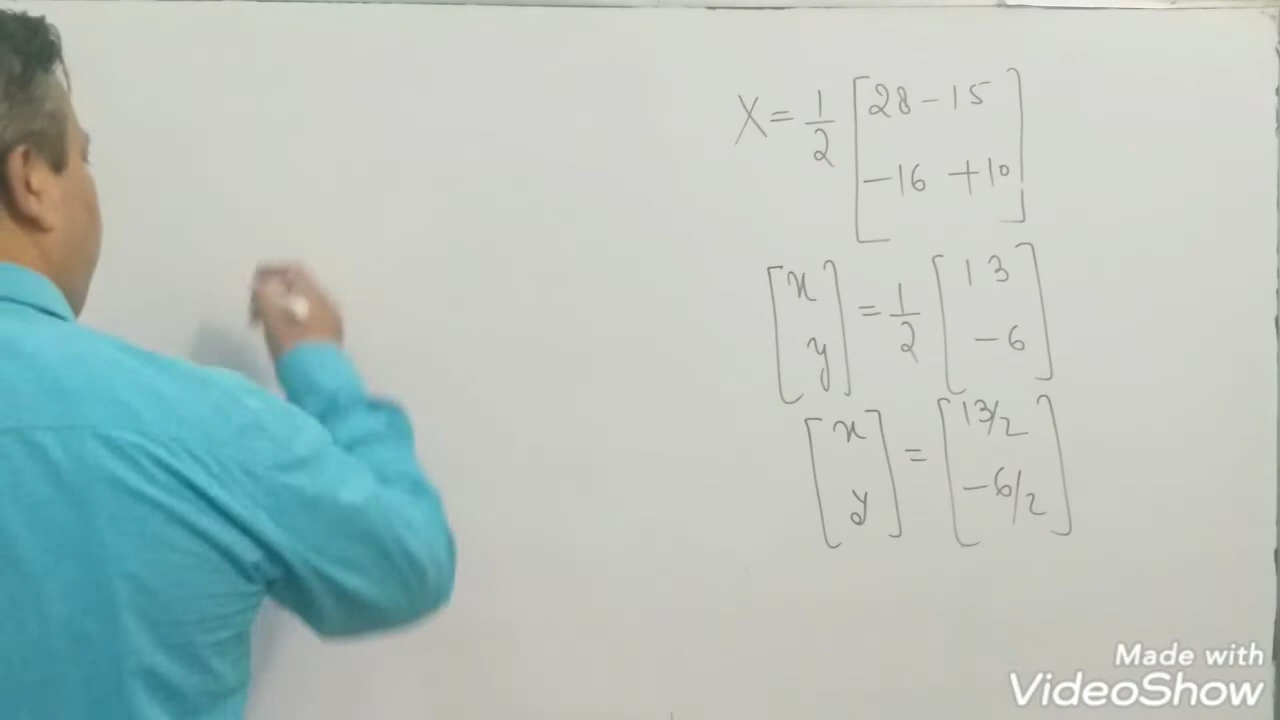 X = 1/2 [28 - 15
-16 + 10]
[x
y] = 1/2 [13
-6]
[x
y] = [13/2
-6/2]
Made with
VideoShow